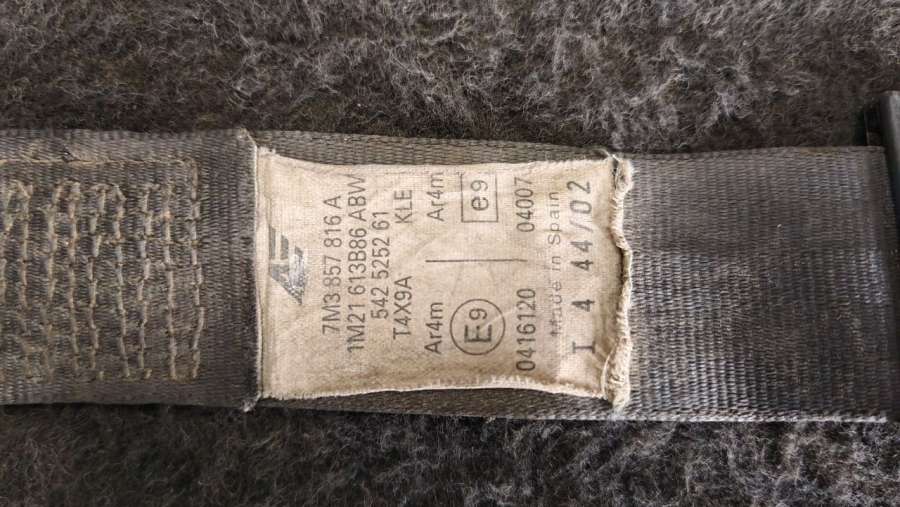 AE
7M3 857 816 A
1M21 613B86 ABW
542 5252 61
T4X9A KLE
Ar4m Ar4m
E9 e9
0416120 04007
Made in Spain
I 4 44/02